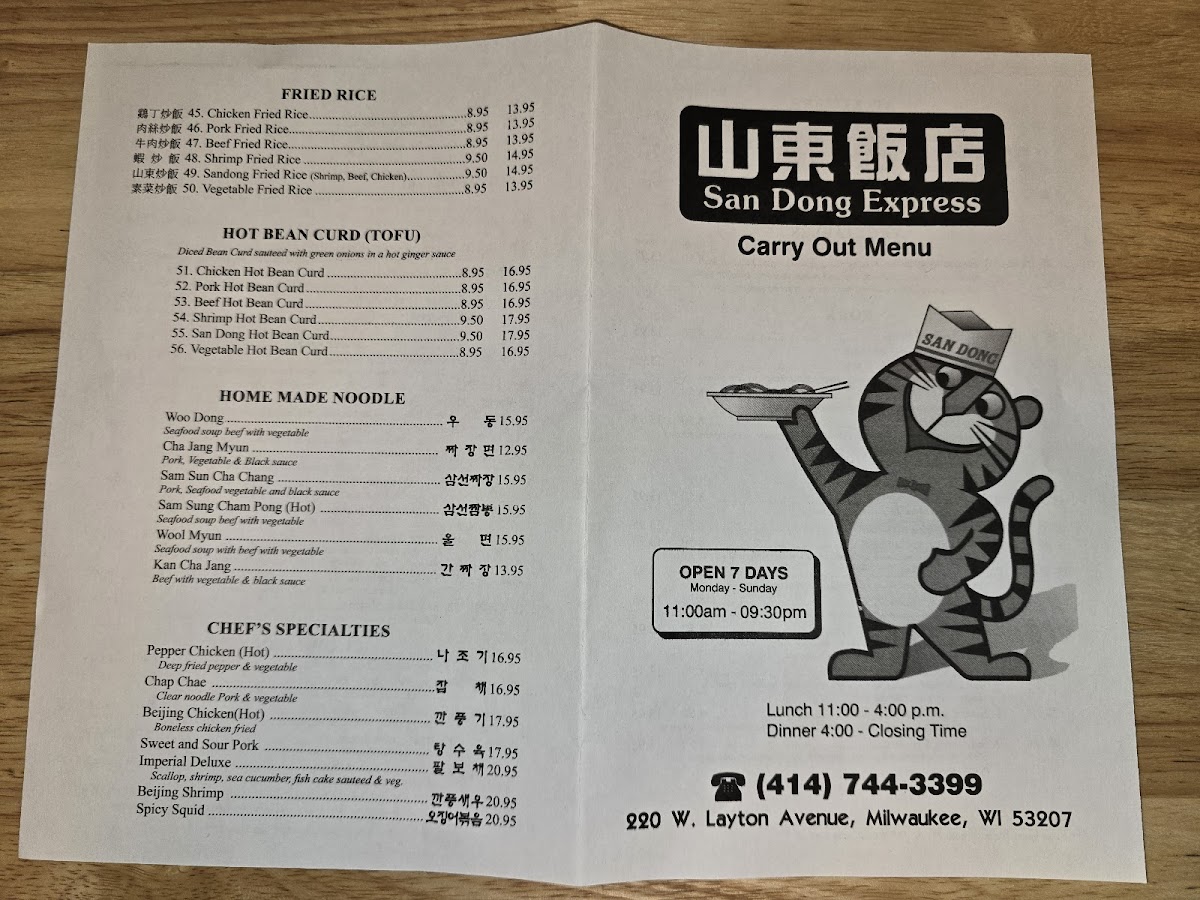 FRIED RICE
鷄丁炒飯 45. Chicken Fried Rice 8.95 13.95
肉絲炒飯 46. Pork Fried Rice 8.95 13.95
牛肉炒飯 47. Beef Fried Rice 8.95 13.95
蝦炒飯 48. Shrimp Fried Rice 9.50 14.95
山東炒飯 49. Sandong Fried Rice (Shrimp, Beef, Chicken) 9.50 14.95
素菜炒飯 50. Vegetable Fried Rice 8.95 13.95
HOT BEAN CURD (TOFU)
Diced Bean Curd sauteed with green onions in a hot ginger sauce
51. Chicken Hot Bean Curd 8.95 16.95
52. Pork Hot Bean Curd 8.95 16.95
53. Beef Hot Bean Curd 8.95 16.95
54. Shrimp Hot Bean Curd 9.50 17.95
55. San Dong Hot Bean Curd 9.50 17.95
56. Vegetable Hot Bean Curd 8.95 16.95
HOME MADE NOODLE
Woo Dong 우 동 15.95
Seafood soup beef with vegetable
Cha Jang Myun 짜 장 면 12.95
Pork, Vegetable & Black sauce
Sam Sun Cha Chang 삼선짜장 15.95
Pork, Seafood vegetable and black sauce
Sam Sung Cham Pong (Hot) 삼선짬뽕 15.95
Seafood soup beef with vegetable
Wool Myun 울 면 15.95
Seafood soup with beef with vegetable
Kan Cha Jang 간 짜 장 13.95
Beef with vegetable & black sauce
CHEF'S SPECIALTIES
Pepper Chicken (Hot) 나 조 기 16.95
Deep fried pepper & vegetable
Chap Chae 잡 채 16.95
Clear noodle Pork & vegetable
Beijing Chicken(Hot) 깐 풍 기 17.95
Boneless chicken fried
Sweet and Sour Pork 탕 수 육 17.95
Imperial Deluxe 팔 보 채 20.95
Scallop, shrimp, sea cucumber, fish cake sauteed & veg.
Beijing Shrimp 깐풍새우 20.95
Spicy Squid 오징어볶음 20.95
山東飯店
San Dong Express
Carry Out Menu
SAN DONG
OPEN 7 DAYS
Monday - Sunday
11:00am - 09:30pm
Lunch 11:00 - 4:00 p.m.
Dinner 4:00 - Closing Time
☎ (414) 744-3399
220 W. Layton Avenue, Milwaukee, WI 53207